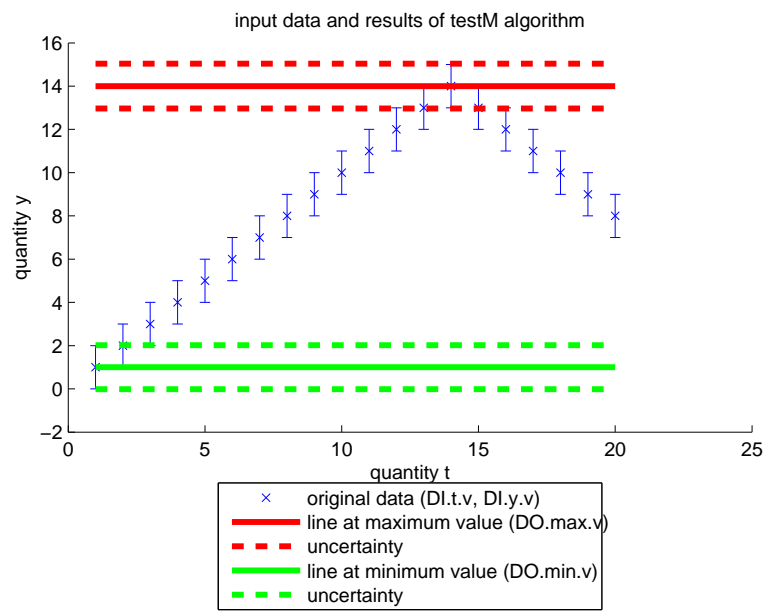 input data and results of testM algorithm
16
14
12
10
8
6
4
2
0
−2
quantity y
0 5 10 15 20 25
quantity t
original data (DI.t.v, DI.y.v)
line at maximum value (DO.max.v)
uncertainty
line at minimum value (DO.min.v)
uncertainty